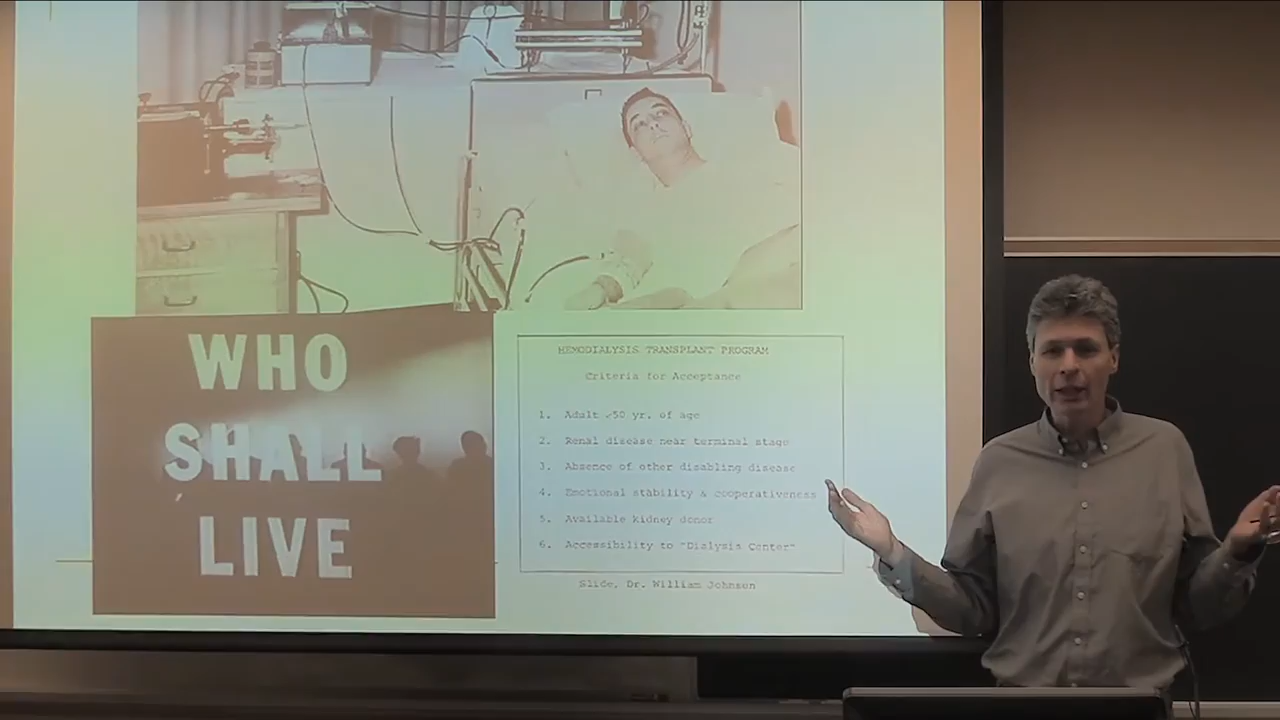 WHO
SHALL
LIVE
HEMODIALYSIS TRANSPLANT PROGRAM
Criteria for Acceptance
1. Adult <50 yr. of age
2. Renal disease near terminal stage
3. Absence of other disabling disease
4. Emotional stability & cooperativeness
5. Available kidney donor
6. Accessibility to "Dialysis Center"
Slide, Dr. William Johnson